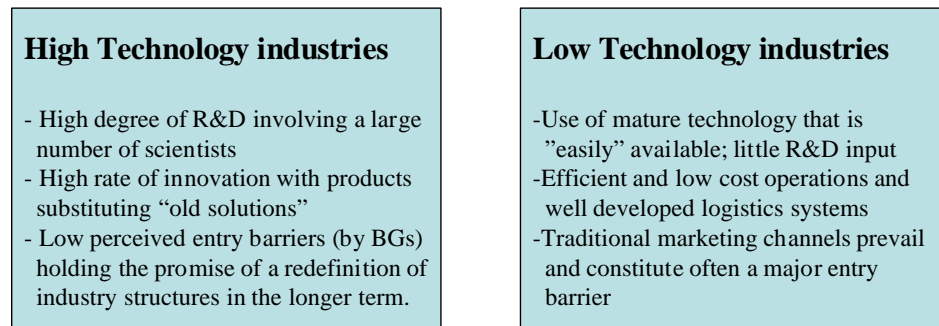 High Technology industries
- High degree of R&D involving a large
number of scientists
- High rate of innovation with products
substituting “old solutions”
- Low perceived entry barriers (by BGs)
holding the promise of a redefinition of
industry structures in the longer term.
Low Technology industries
-Use of mature technology that is
”easily” available; little R&D input
-Efficient and low cost operations and
well developed logistics systems
-Traditional marketing channels prevail
and constitute often a major entry
barrier